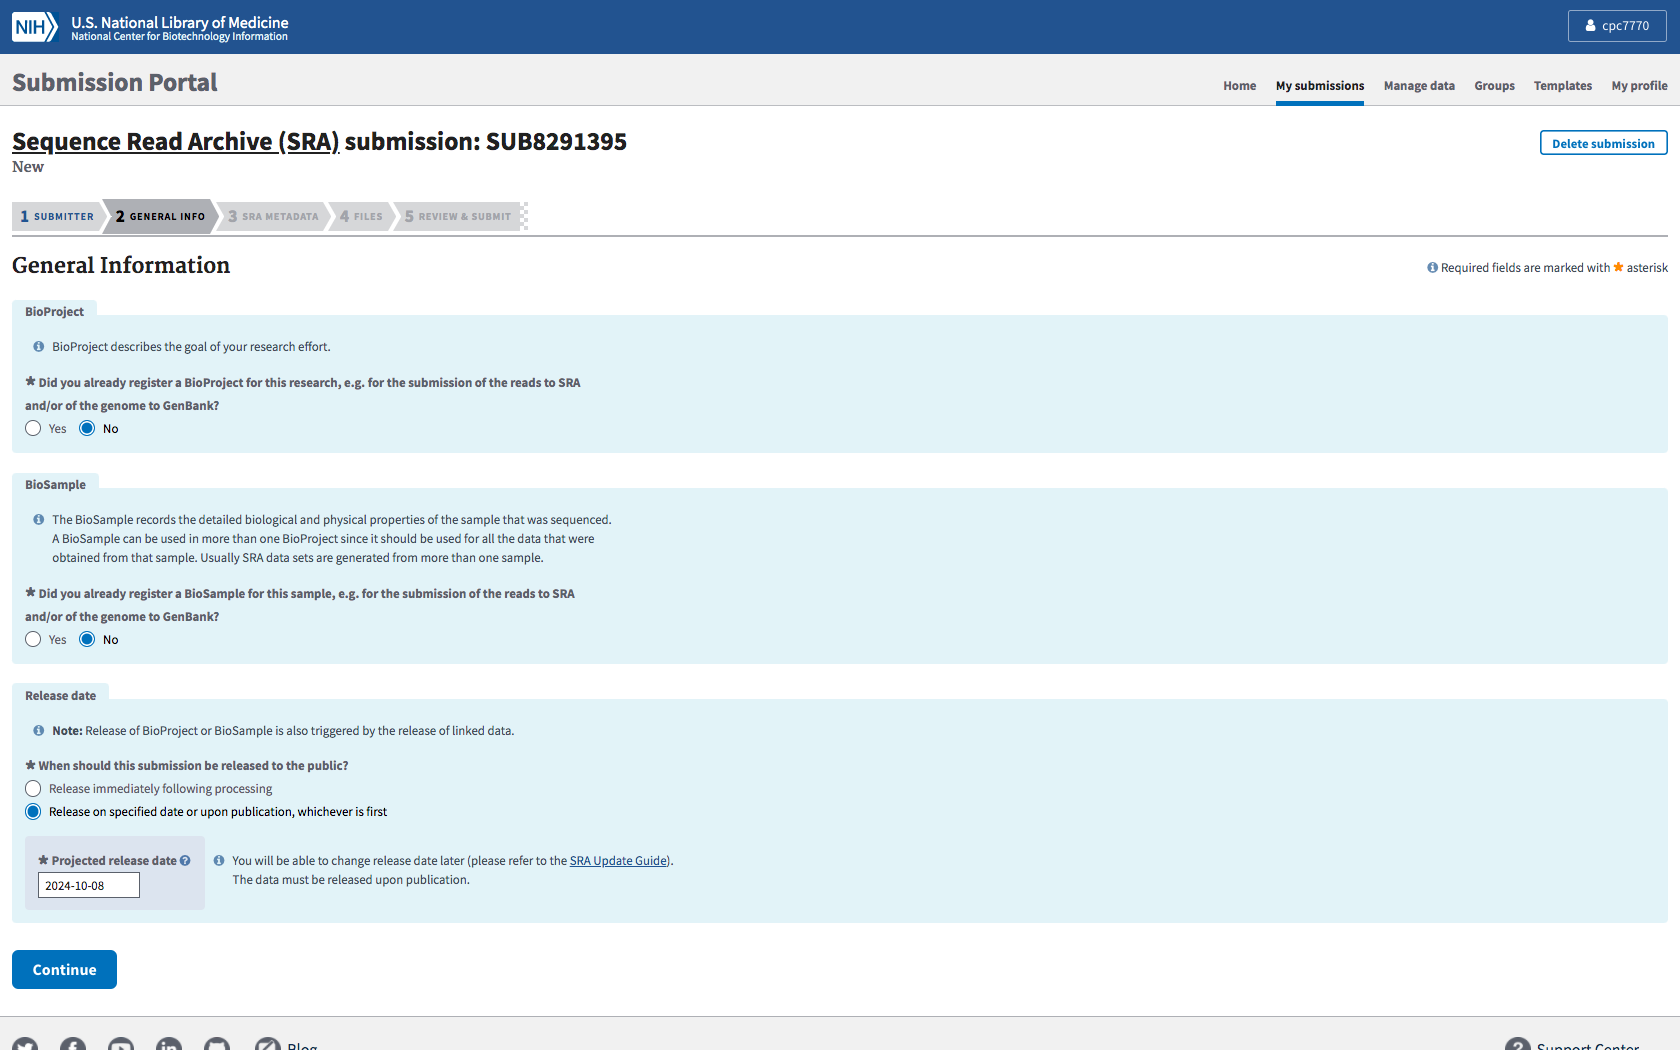 NIH
U.S. National Library of Medicine
National Center for Biotechnology Information
cpc7770
Submission Portal
Home My submissions Manage data Groups Templates My profile
Sequence Read Archive (SRA) submission: SUB8291395
Delete submission
New
1 SUBMITTER 2 GENERAL INFO 3 SRA METADATA 4 FILES 5 REVIEW & SUBMIT
General Information
Required fields are marked with * asterisk
BioProject
BioProject describes the goal of your research effort.
* Did you already register a BioProject for this research, e.g. for the submission of the reads to SRA
and/or of the genome to GenBank?
Yes No
BioSample
The BioSample records the detailed biological and physical properties of the sample that was sequenced.
A BioSample can be used in more than one BioProject since it should be used for all the data that were
obtained from that sample. Usually SRA data sets are generated from more than one sample.
* Did you already register a BioSample for this sample, e.g. for the submission of the reads to SRA
and/or of the genome to GenBank?
Yes No
Release date
Note: Release of BioProject or BioSample is also triggered by the release of linked data.
* When should this submission be released to the public?
Release immediately following processing
Release on specified date or upon publication, whichever is first
* Projected release date ?
2024-10-08
You will be able to change release date later (please refer to the SRA Update Guide).
The data must be released upon publication.
Continue
Blog
Support Center